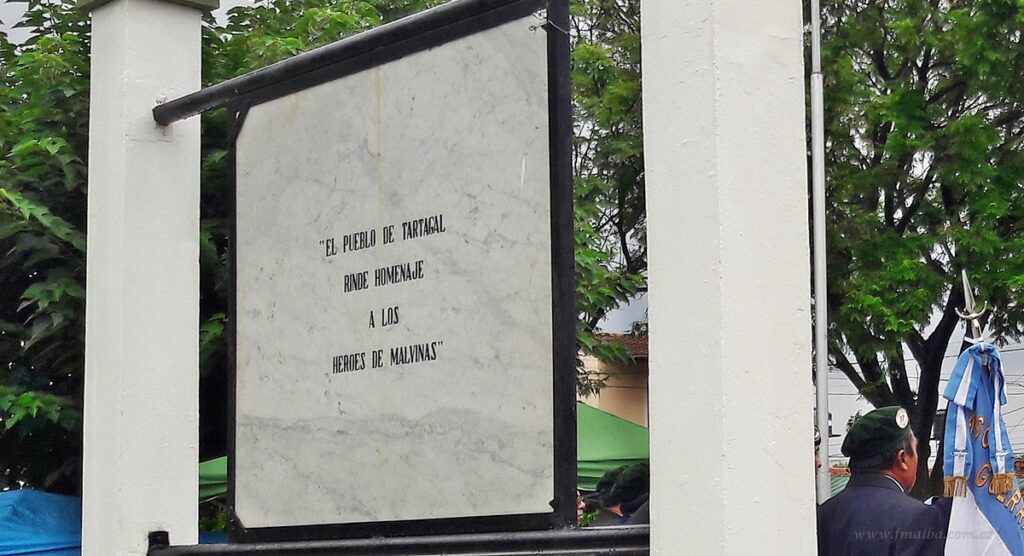 "EL PUEBLO DE TARTAGAL
RINDE HOMENAJE
A LOS
HEROES DE MALVINAS"
www.fmalba.com.ar